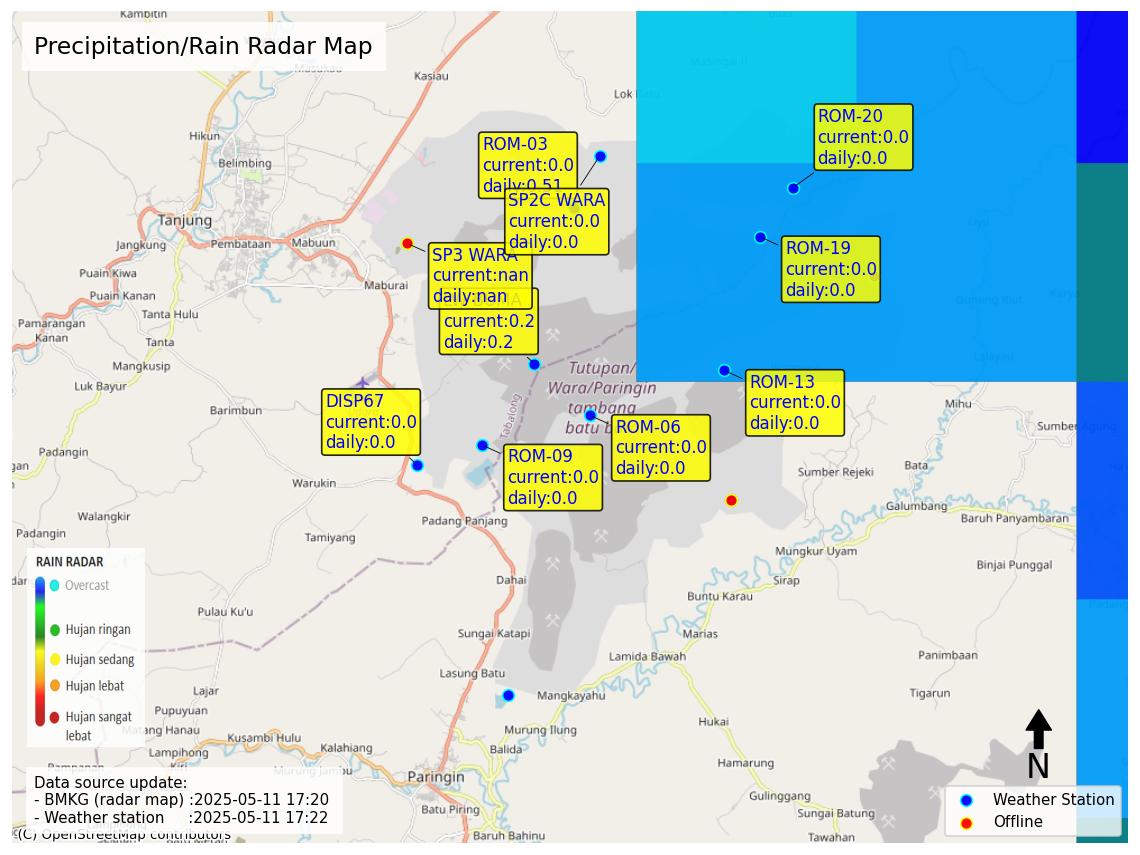 Precipitation/Rain Radar Map
Kambitin
Masukau
Kasiau
Masingai II
Lok Batu
Hikun
Belimbing
Tanjung
Jangkung
Pembataan
Mabuun
Puain Kiwa
Maburai
Puain Kanan
Tanta Hulu
Pamarangan
Kanan
Tanta
Mangkusip
Luk Bayur
Barimbun
ROM-03
current:0.0
daily:0.51
SP2C WARA
current:0.0
daily:0.0
SP3 WARA
current:nan
daily:nan
current:0.2
daily:0.2
ROM-20
current:0.0
daily:0.0
ROM-19
current:0.0
daily:0.0
ROM-13
current:0.0
daily:0.0
DISP67
current:0.0
daily:0.0
ROM-06
current:0.0
daily:0.0
ROM-09
current:0.0
daily:0.0
Tutupan/
Wara/Paringin
tambang
Tabalong
Mihu
Sumber Agung
Sumber Rejeki
Bata
Galumbang
Baruh Panyambaran
Warukin
Walangkir
Padangin
Padang Panjang
Tamiyang
Mungkur Uyam
Binjai Punggal
Dahai
Sirap
Buntu Karau
Pulau Ku'u
Sungai Katapi
Marias
Lamida Bawah
Panimbaan
Lasung Batu
Lajar
Mangkayahu
Tigarun
Pupuyuan
Matang Hanau
Kusambi Hulu
Murung Ilung
Hukai
Lampihong
Kiri
Kalahiang
Balida
Hamarung
Pampanan
Murung Jambu
Paringin
Gulinggang
Batu Piring
Sungai Batung
Baruh Bahinu
Tawahan
RAIN RADAR
Overcast
Hujan ringan
Hujan sedang
Hujan lebat
Hujan sangat
lebat
Data source update:
- BMKG (radar map) :2025-05-11 17:20
- Weather station :2025-05-11 17:22
(C) OpenStreetMap contributors
N
Weather Station
Offline